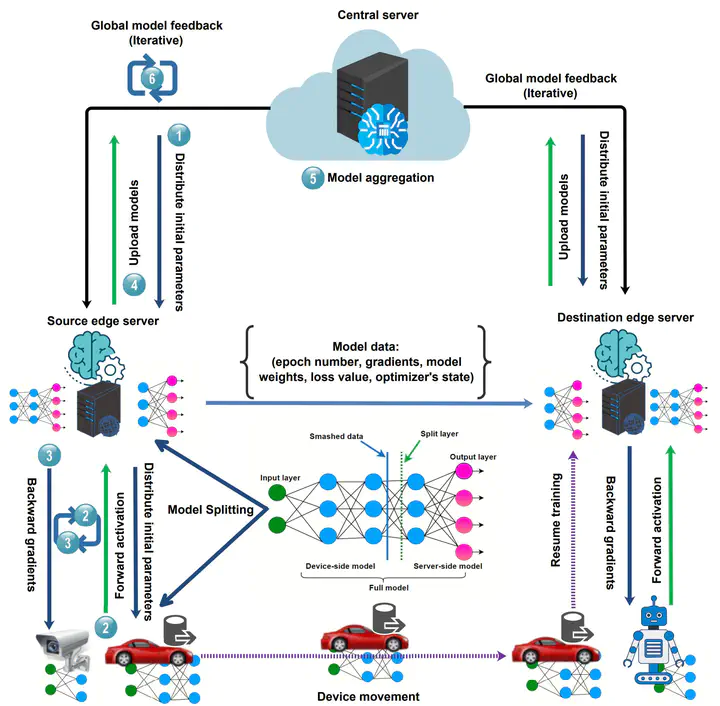 Central server
Global model feedback
(Iterative)
6
Global model feedback
(Iterative)
1
Distribute initial parameters
Upload models
4
5
Model aggregation
Upload models
Distribute initial parameters
Source edge server
Destination edge server
Model data:
(epoch number, gradients, model
weights, loss value, optimizer's state)
Smashed data
Split layer
Input layer
Output layer
Model Splitting
Device-side model
Server-side model
Full model
3
Backward gradients
2
3
Forward activation
2
Distribute initial parameters
Resume training
Backward gradients
Forward activation
Device movement